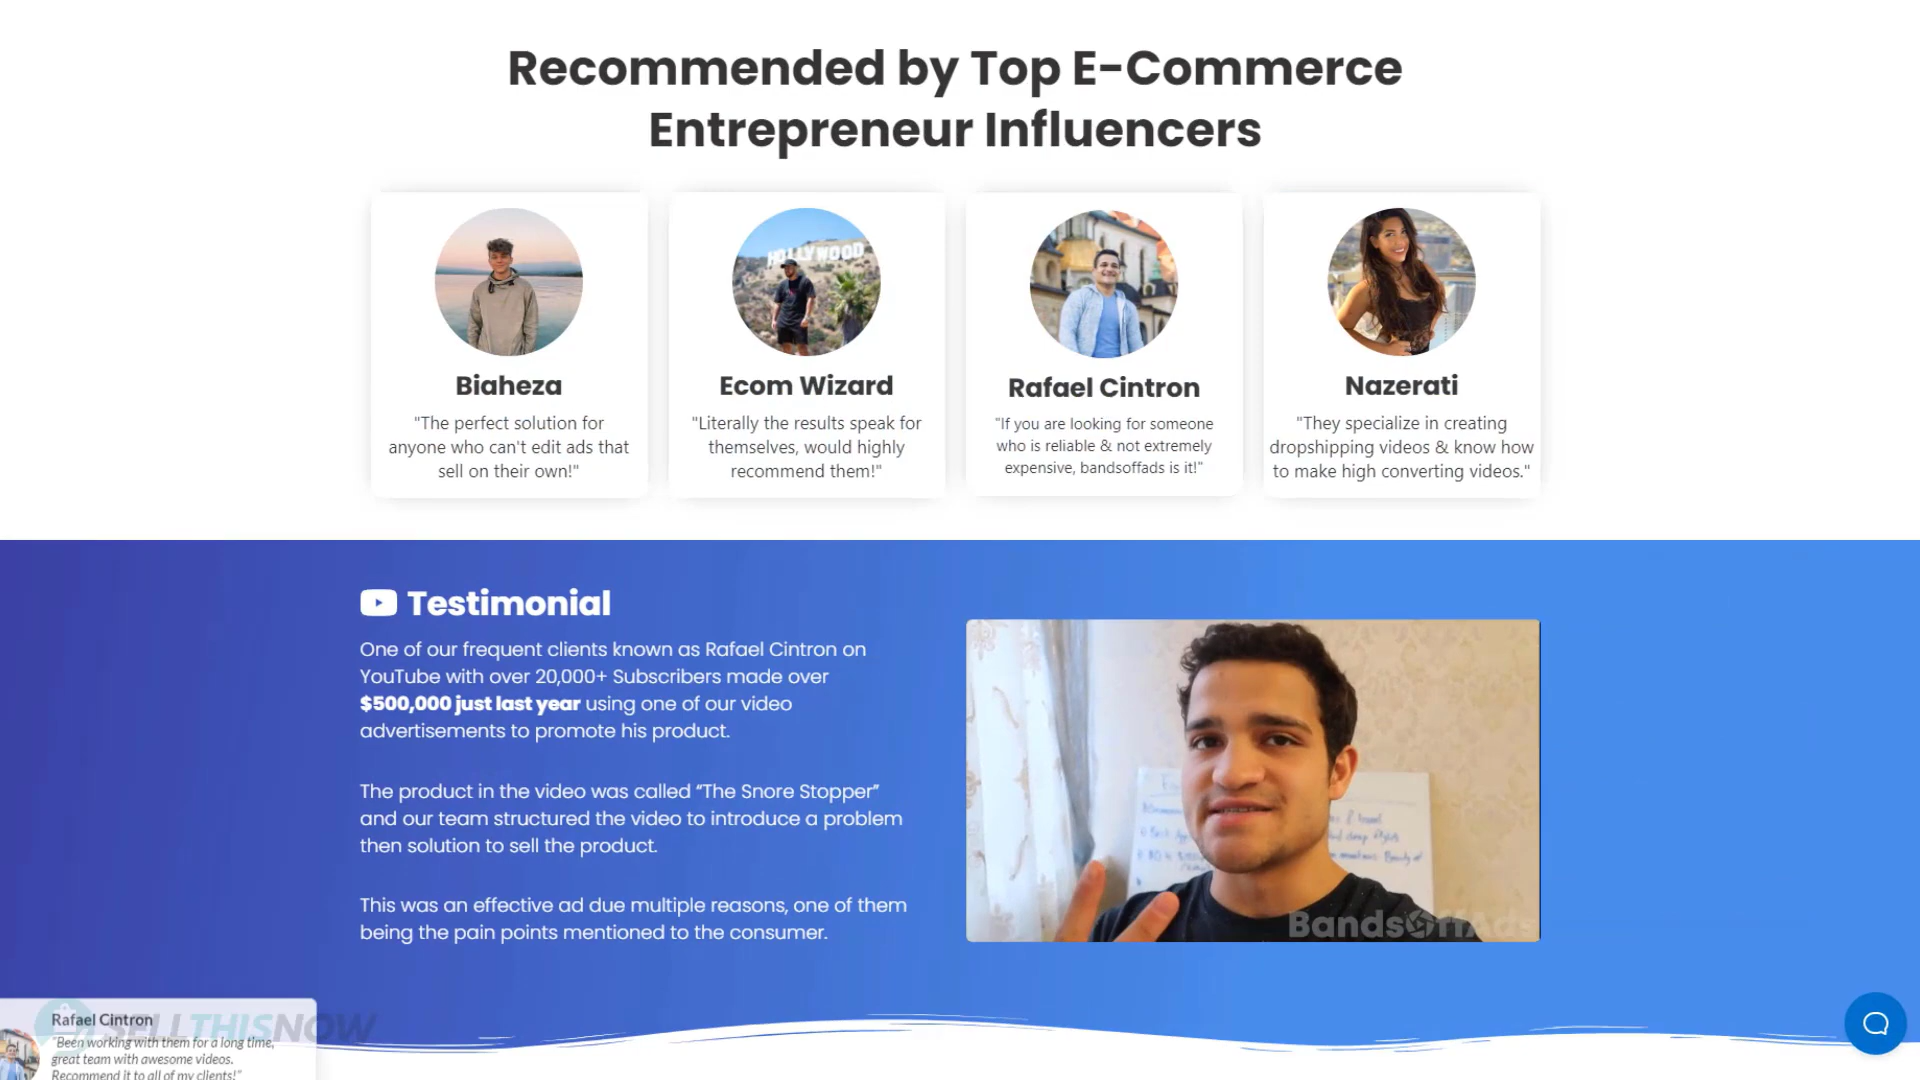 Recommended by Top E-Commerce
Entrepreneur Influencers
HOLLYWOOD
Biaheza
"The perfect solution for
anyone who can't edit ads that
sell on their own!"
Ecom Wizard
"Literally the results speak for
themselves, would highly
recommend them!"
Rafael Cintron
"If you are looking for someone
who is reliable & not extremely
expensive, bandsoffads is it!"
Nazerati
"They specialize in creating
dropshipping videos & know how
to make high converting videos."
Testimonial
One of our frequent clients known as Rafael Cintron on
YouTube with over 20,000+ Subscribers made over
$500,000 just last year using one of our video
advertisements to promote his product.
The product in the video was called “The Snore Stopper”
and our team structured the video to introduce a problem
then solution to sell the product.
This was an effective ad due multiple reasons, one of them
being the pain points mentioned to the consumer.
BandsOffAds
Rafael Cintron
"Been working with them for a long time,
great team with awesome videos.
Recommend it to all of my clients!"
SELLTHISNOW